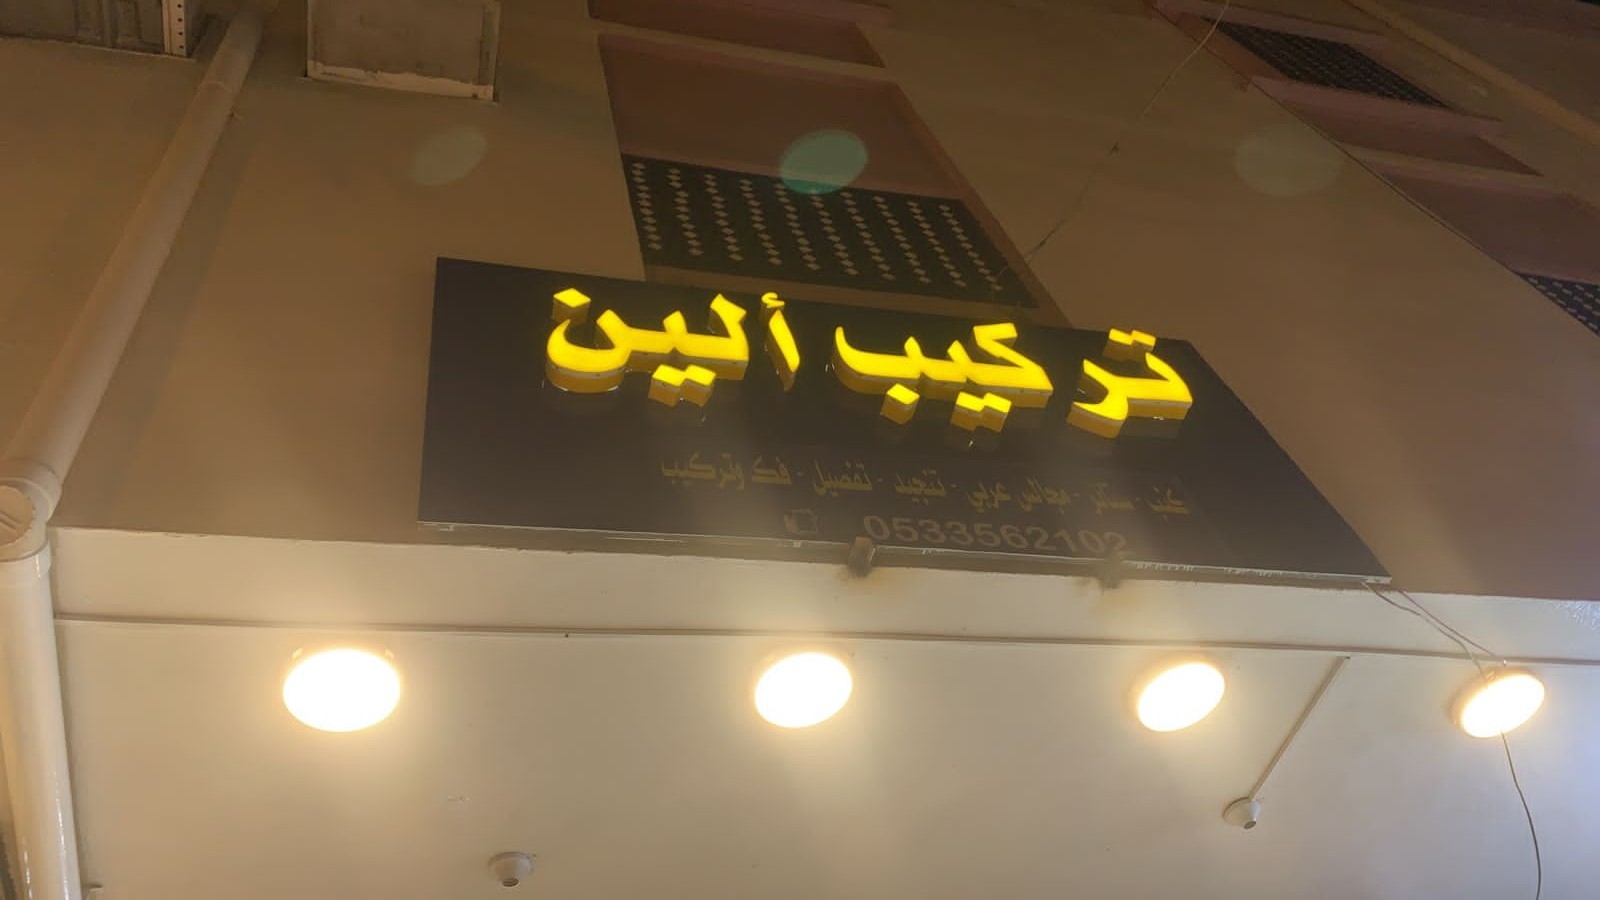 تركيب ألين
كنب - ستائر - مجالس عربي - تنجيد - تفصيل - فك وتركيب
0533562102